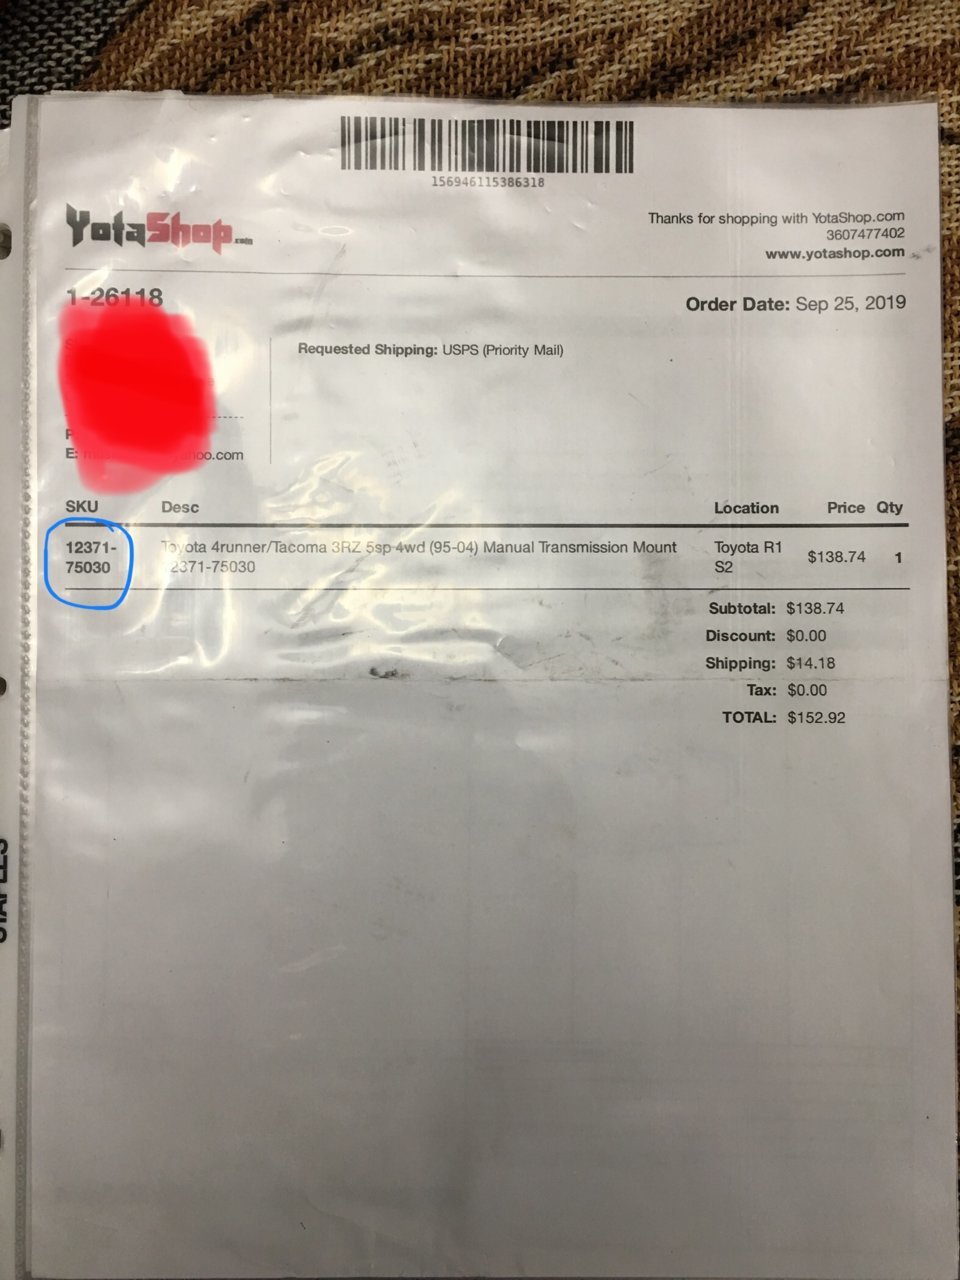 156946115386318
YotaShop.com
Thanks for shopping with YotaShop.com
3607477402
www.yotashop.com
1-26118
Order Date: Sep 25, 2019
Requested Shipping: USPS (Priority Mail)
E: hoo.com
SKU Desc Location Price Qty
12371- Toyota 4runner/Tacoma 3RZ 5sp 4wd (95-04) Manual Transmission Mount Toyota R1 $138.74 1
75030 2371-75030 S2
Subtotal: $138.74
Discount: $0.00
Shipping: $14.18
Tax: $0.00
TOTAL: $152.92